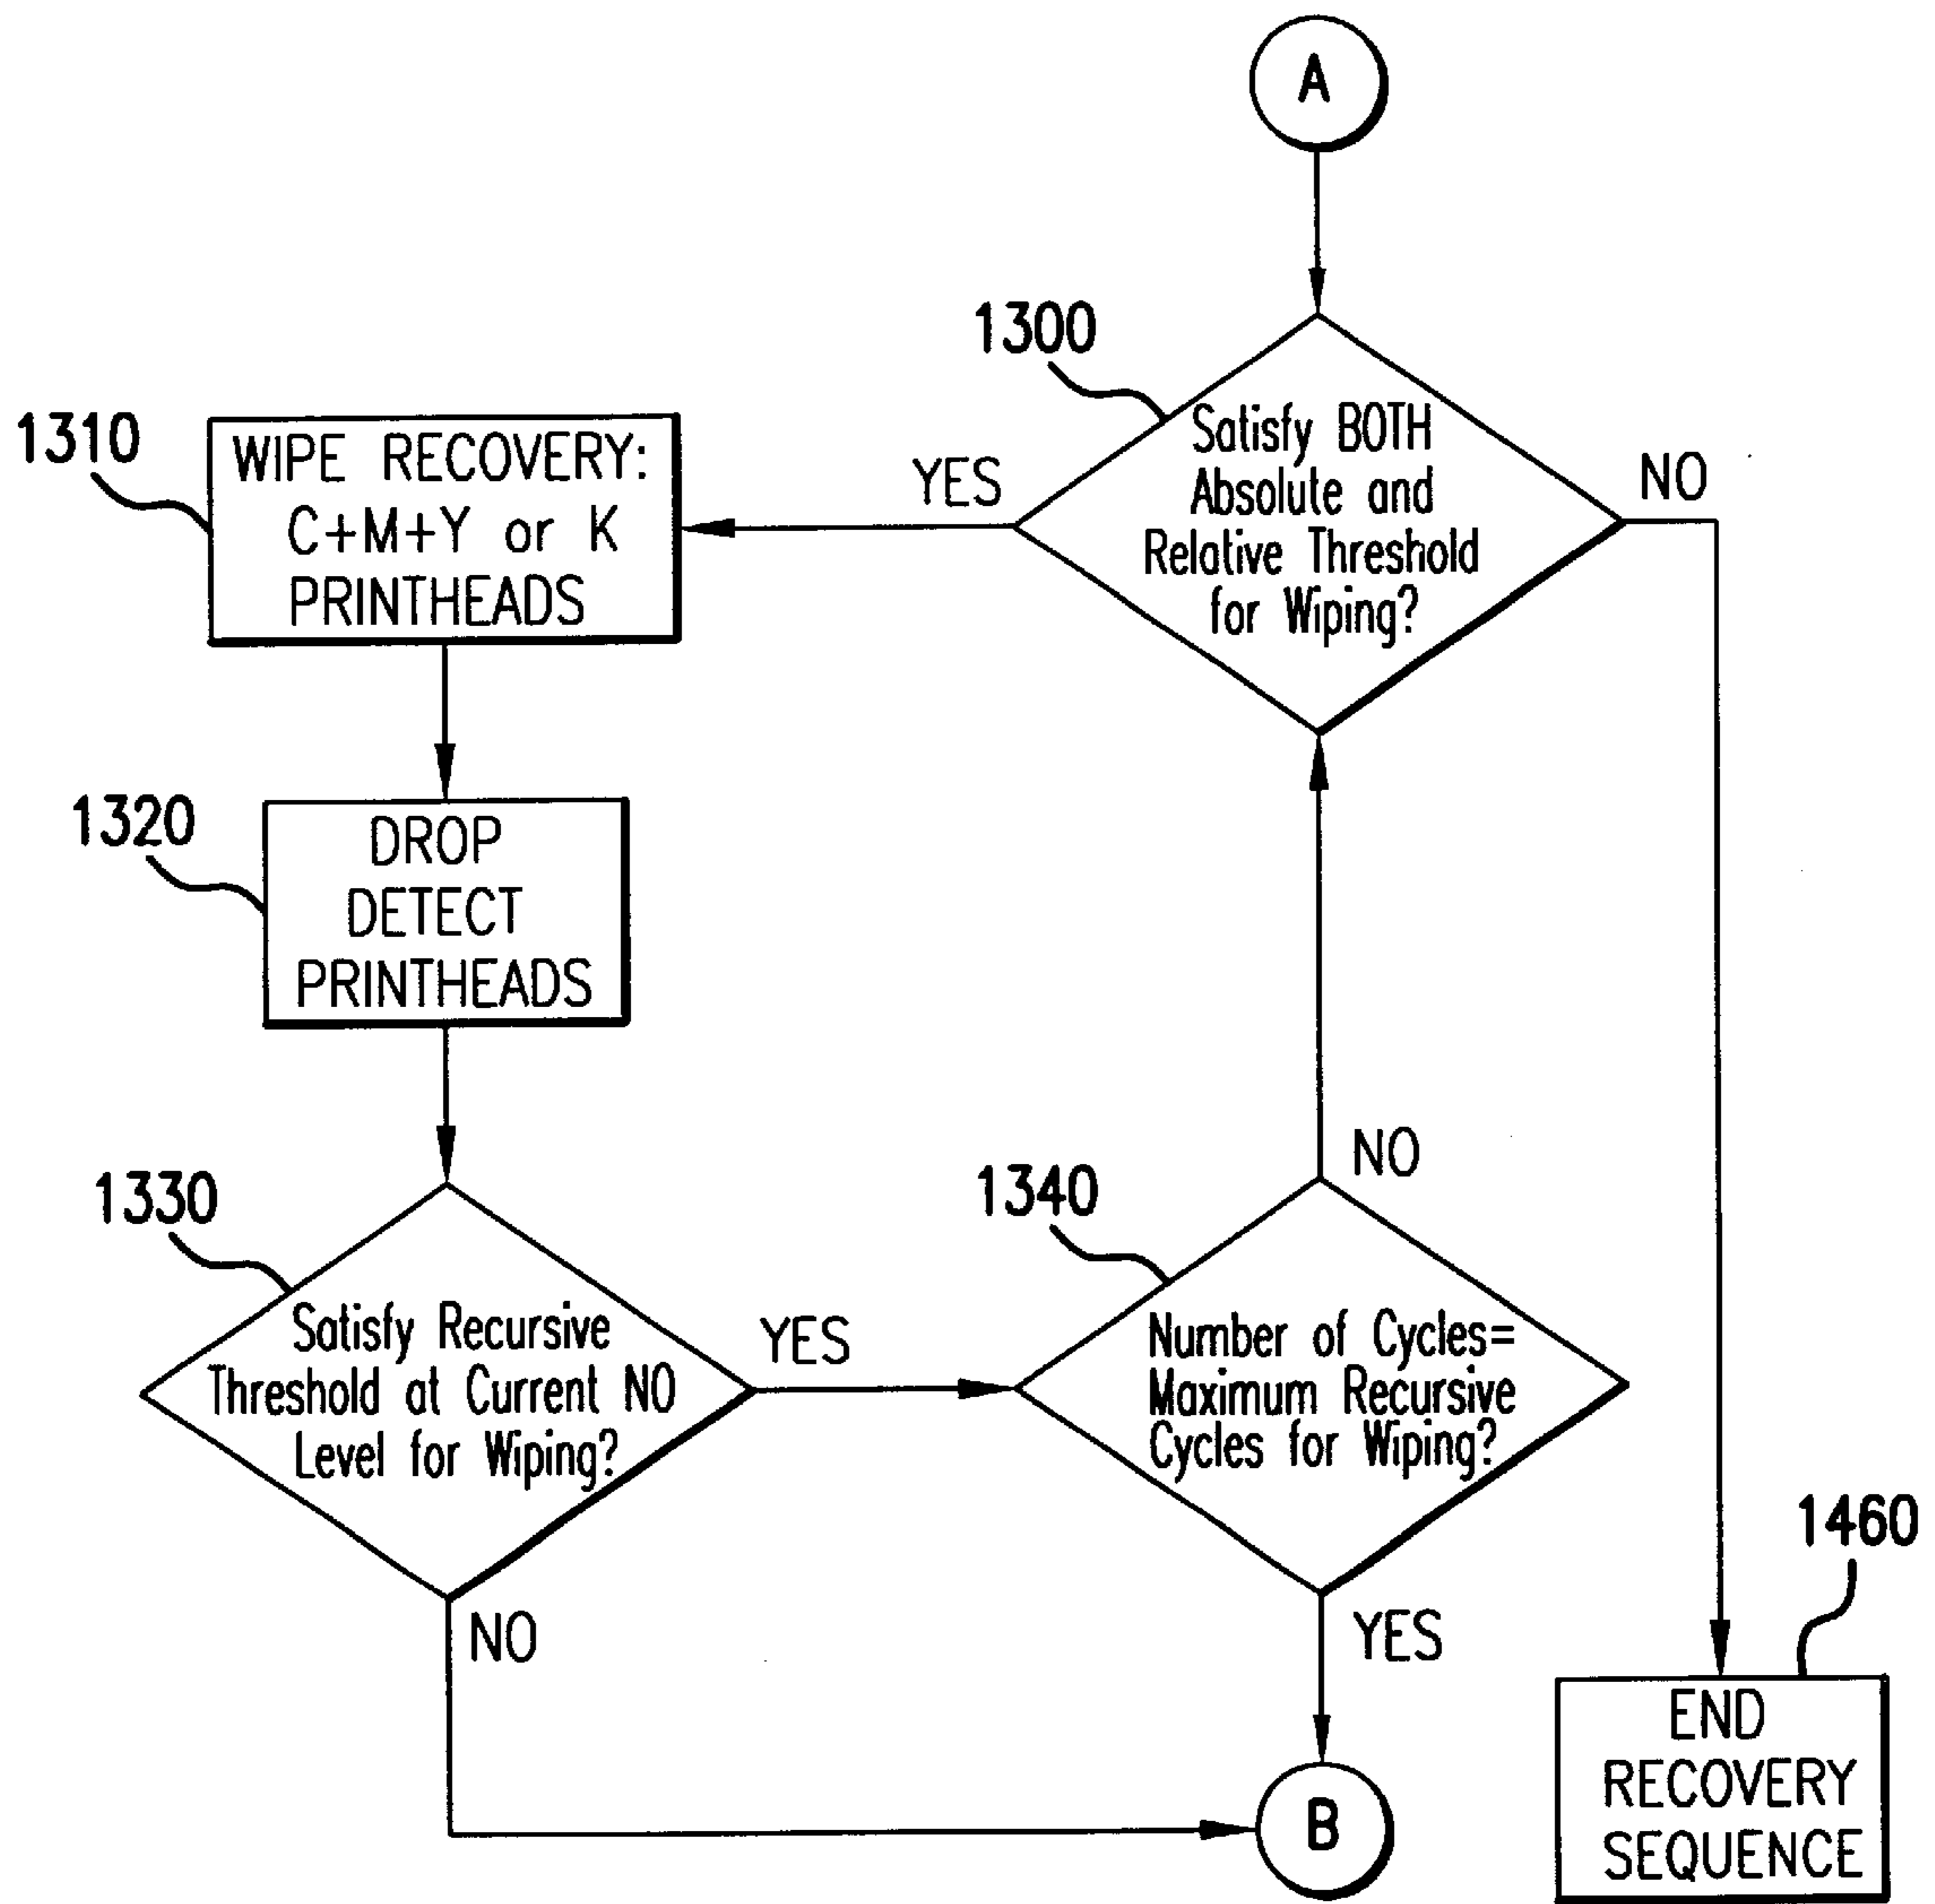 A
1300
Satisfy BOTH
Absolute and
Relative Threshold
for Wiping?
YES
NO
1310
WIPE RECOVERY:
C+M+Y or K
PRINTHEADS
1320
DROP
DETECT
PRINTHEADS
1330
Satisfy Recursive
Threshold at Current NO
Level for Wiping?
YES
NO
1340
Number of Cycles=
Maximum Recursive
Cycles for Wiping?
NO
YES
B
1460
END
RECOVERY
SEQUENCE